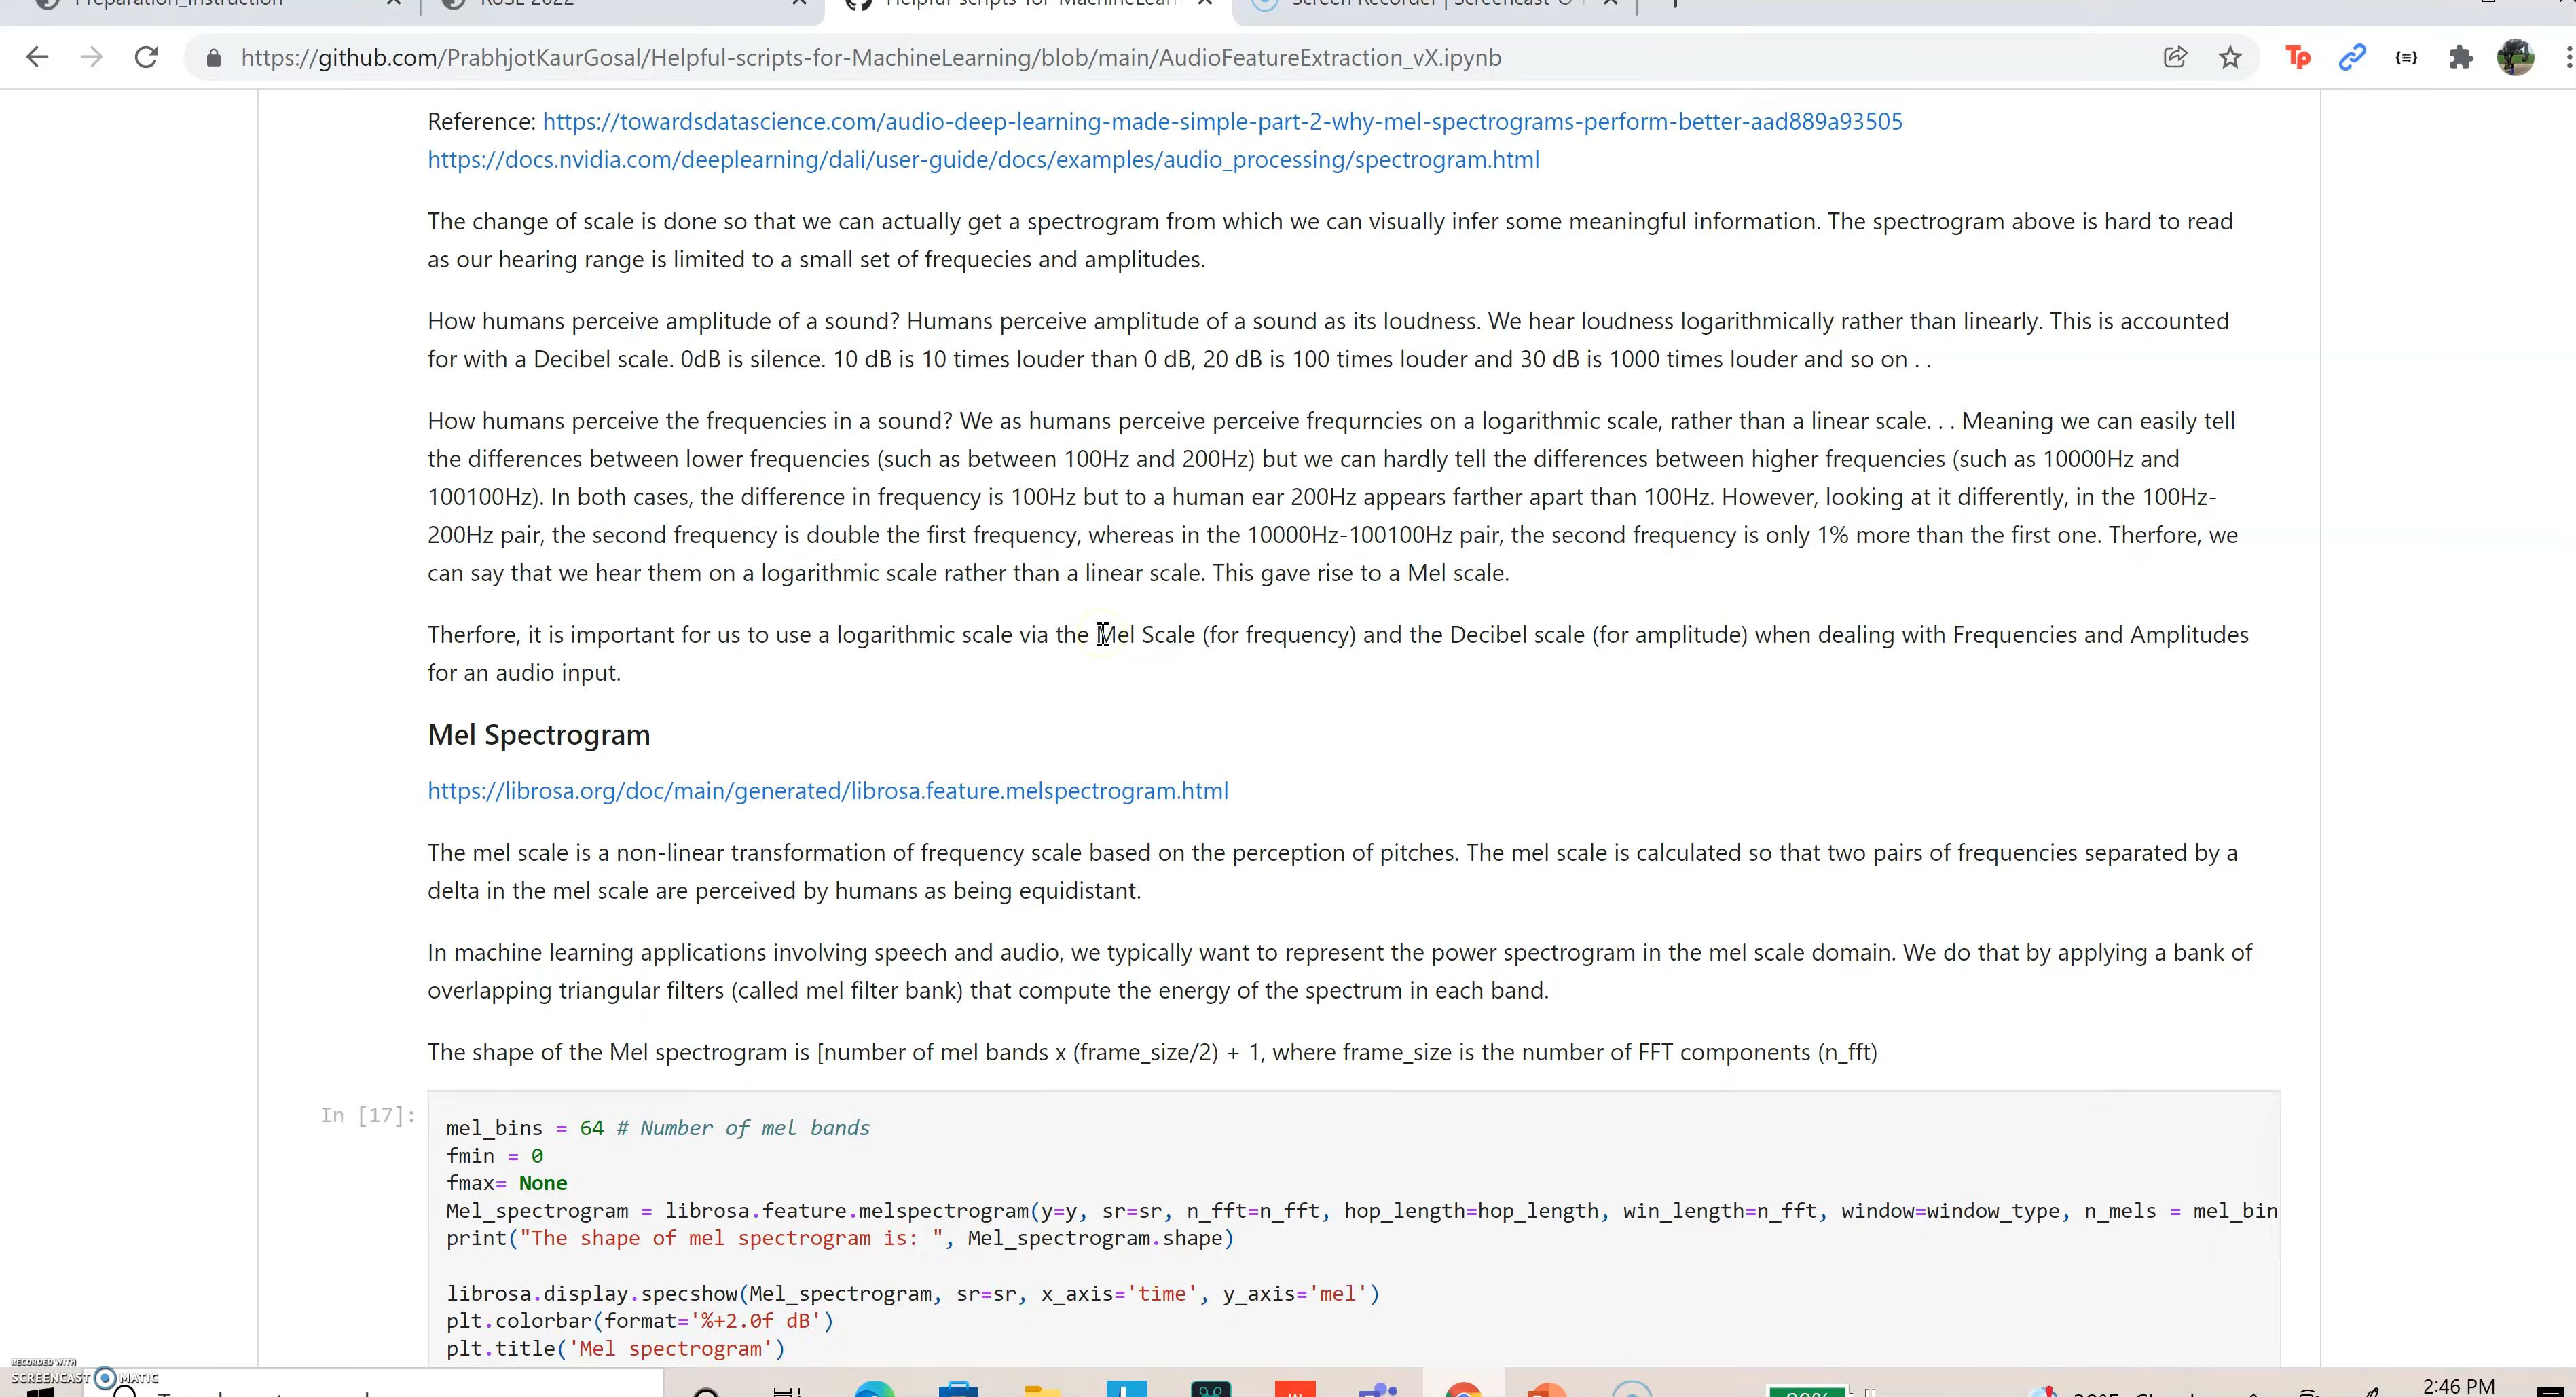 Preparation_Instruction
RoSE 2022
Helpful-scripts-for-MachineLearni
Screen Recorder | Screencast-O
https://github.com/PrabhjotKaurGosal/Helpful-scripts-for-MachineLearning/blob/main/AudioFeatureExtraction_vX.ipynb
Reference: https://towardsdatascience.com/audio-deep-learning-made-simple-part-2-why-mel-spectrograms-perform-better-aad889a93505
https://docs.nvidia.com/deeplearning/dali/user-guide/docs/examples/audio_processing/spectrogram.html
The change of scale is done so that we can actually get a spectrogram from which we can visually infer some meaningful information. The spectrogram above is hard to read
as our hearing range is limited to a small set of frequecies and amplitudes.
How humans perceive amplitude of a sound? Humans perceive amplitude of a sound as its loudness. We hear loudness logarithmically rather than linearly. This is accounted
for with a Decibel scale. 0dB is silence. 10 dB is 10 times louder than 0 dB, 20 dB is 100 times louder and 30 dB is 1000 times louder and so on . .
How humans perceive the frequencies in a sound? We as humans perceive perceive frequrncies on a logarithmic scale, rather than a linear scale. . . Meaning we can easily tell
the differences between lower frequencies (such as between 100Hz and 200Hz) but we can hardly tell the differences between higher frequencies (such as 10000Hz and
100100Hz). In both cases, the difference in frequency is 100Hz but to a human ear 200Hz appears farther apart than 100Hz. However, looking at it differently, in the 100Hz-
200Hz pair, the second frequency is double the first frequency, whereas in the 10000Hz-100100Hz pair, the second frequency is only 1% more than the first one. Therfore, we
can say that we hear them on a logarithmic scale rather than a linear scale. This gave rise to a Mel scale.
Therfore, it is important for us to use a logarithmic scale via the Mel Scale (for frequency) and the Decibel scale (for amplitude) when dealing with Frequencies and Amplitudes
for an audio input.
Mel Spectrogram
https://librosa.org/doc/main/generated/librosa.feature.melspectrogram.html
The mel scale is a non-linear transformation of frequency scale based on the perception of pitches. The mel scale is calculated so that two pairs of frequencies separated by a
delta in the mel scale are perceived by humans as being equidistant.
In machine learning applications involving speech and audio, we typically want to represent the power spectrogram in the mel scale domain. We do that by applying a bank of
overlapping triangular filters (called mel filter bank) that compute the energy of the spectrum in each band.
The shape of the Mel spectrogram is [number of mel bands x (frame_size/2) + 1, where frame_size is the number of FFT components (n_fft)
In [17]:
mel_bins = 64 # Number of mel bands
fmin = 0
fmax= None
Mel_spectrogram = librosa.feature.melspectrogram(y=y, sr=sr, n_fft=n_fft, hop_length=hop_length, win_length=n_fft, window=window_type, n_mels = mel_bin
print("The shape of mel spectrogram is: ", Mel_spectrogram.shape)
librosa.display.specshow(Mel_spectrogram, sr=sr, x_axis='time', y_axis='mel')
plt.colorbar(format='%+2.0f dB')
plt.title('Mel spectrogram')
RECORDED WITH
SCREENCAST MATIC
2:46 PM